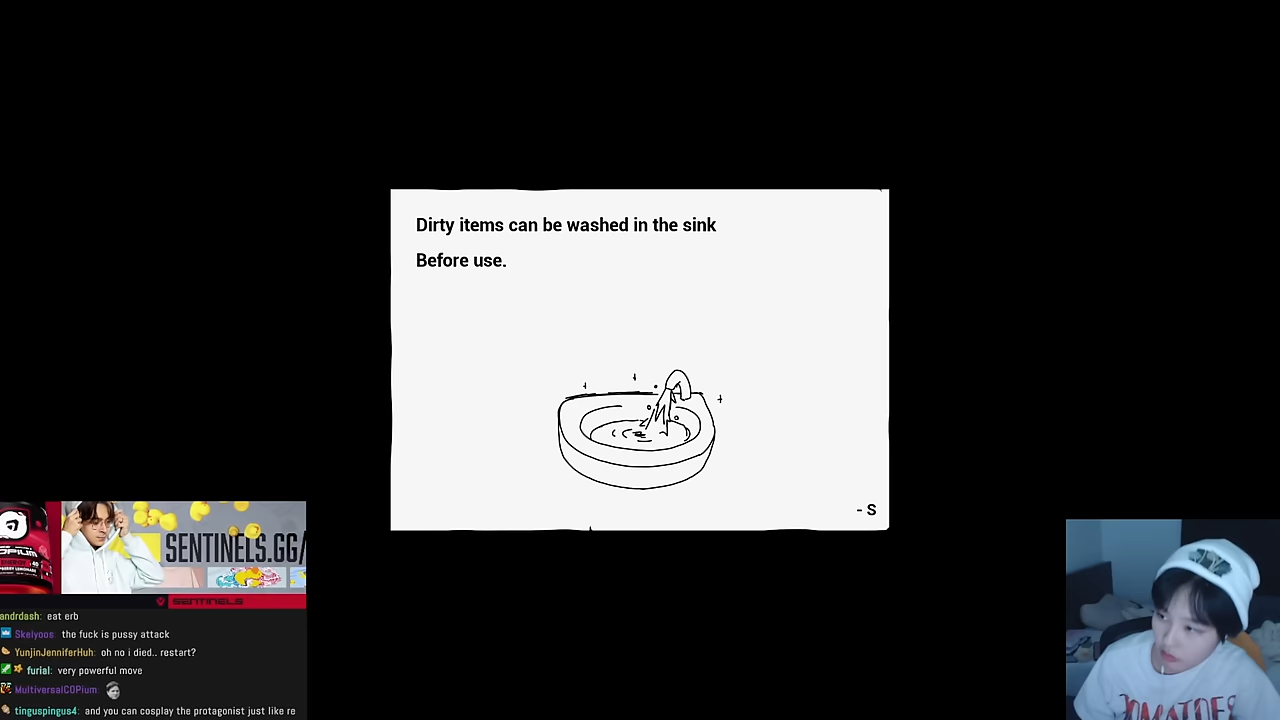 Dirty items can be washed in the sink
Before use.
- S
SENTINELS.GG/
SENTINELS
andrdash: eat erb
Skeiyoos: the fuck is pussy attack
YunjinJenniferHuh: oh no i died.. restart?
furial: very powerful move
MultiversalCOPium
tinguspingus4: and you can cosplay the protagonist just like re